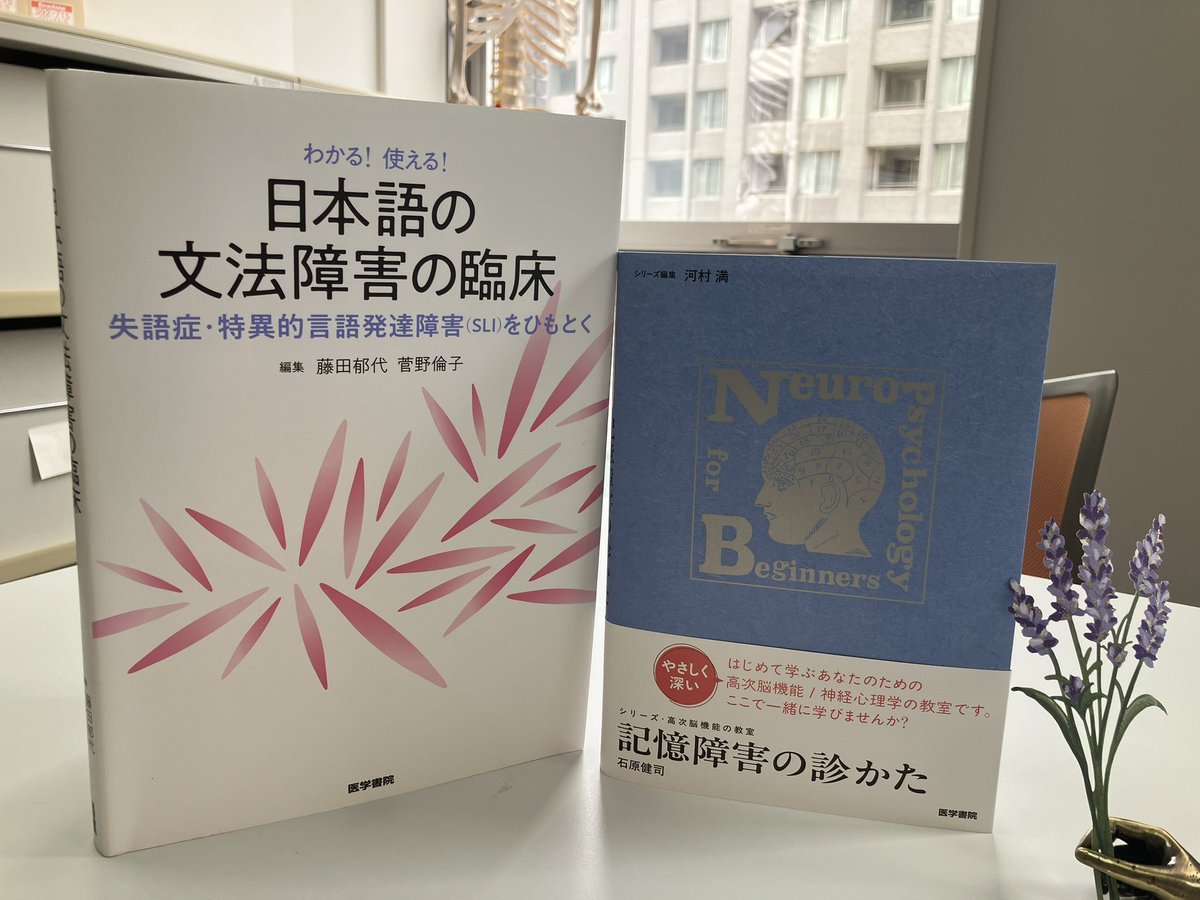 わかる! 使える!
日本語の
文法障害の臨床
失語症・特異的言語発達障害(SLI)をひもとく
編集 藤田郁代 菅野倫子
医学書院
シリーズ編集 河村 満
Neuropsychology
for
Beginners
やさしく
深い
はじめて学ぶあなたのための
高次脳機能 / 神経心理学の教室です。
ここで一緒に学びませんか?
シリーズ・高次脳機能の教室
記憶障害の診かた
石原健司
医学書院